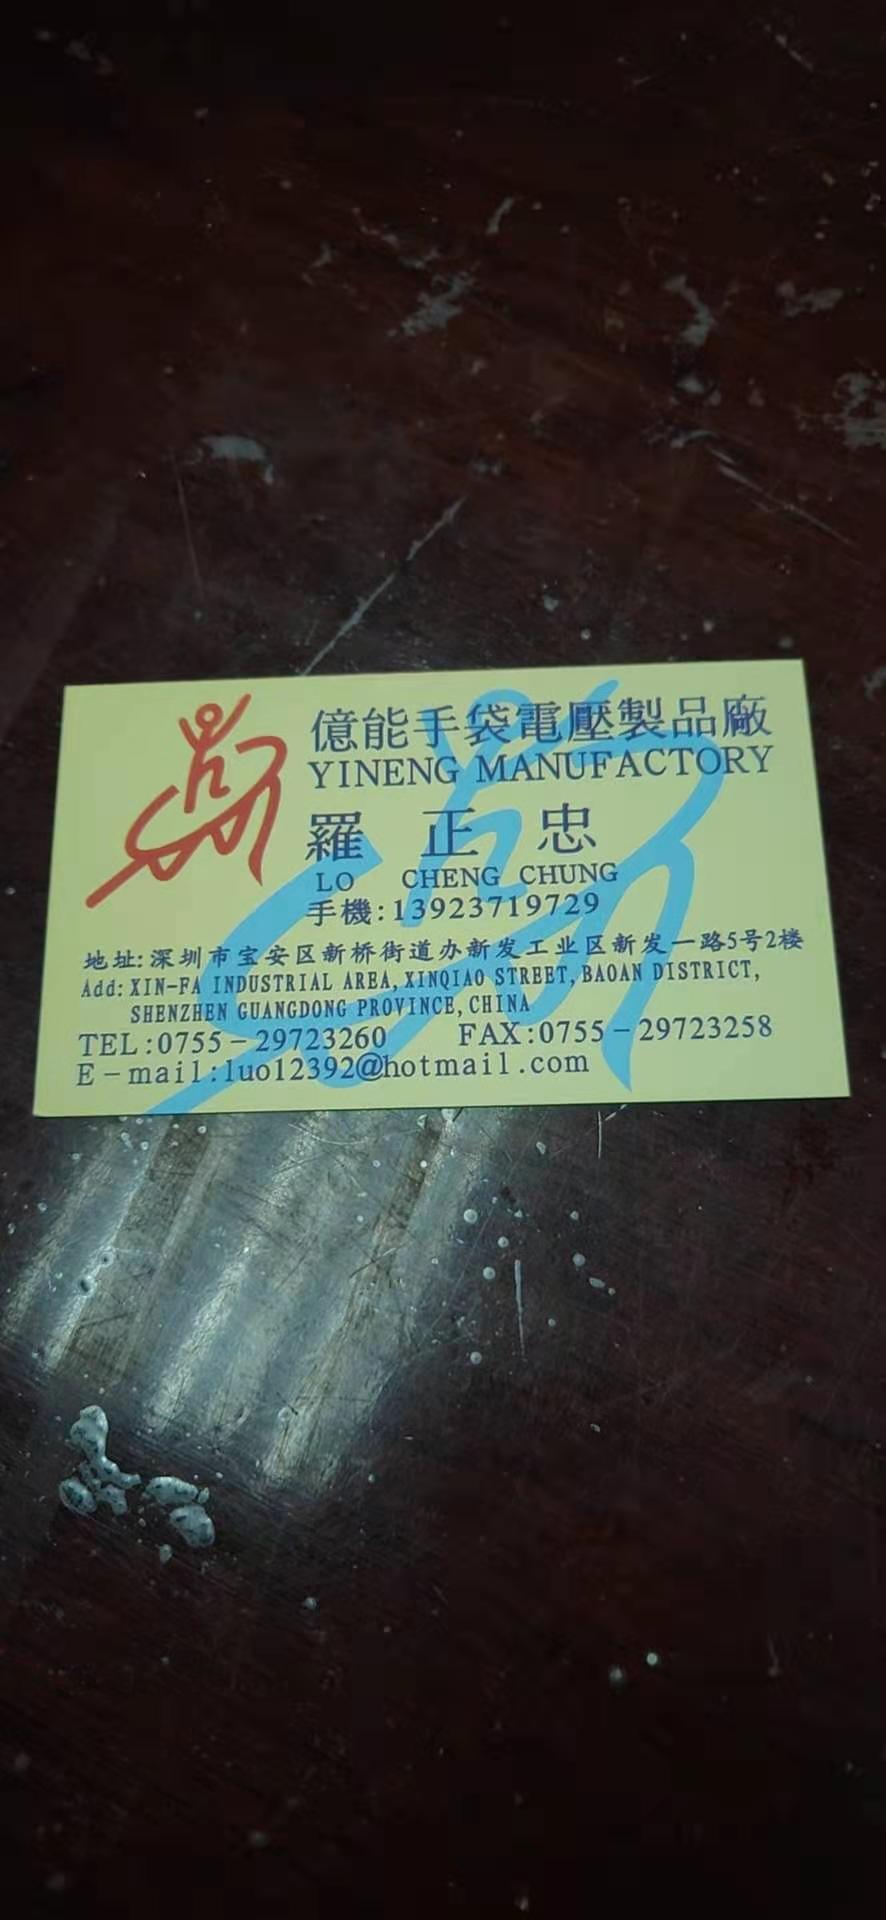 億能手袋電壓製品廠
YINENG MANUFACTORY
羅 正 忠
LO CHENG CHUNG
手機:13923719729
地址:深圳市宝安区新桥街道办新发工业区新发一路5号2楼
Add:XIN-FA INDUSTRIAL AREA,XINQIAO STREET,BAOAN DISTRICT,
SHENZHEN GUANGDONG PROVINCE,CHINA
TEL:0755-29723260 FAX:0755-29723258
E-mail:luo12392@hotmail.com